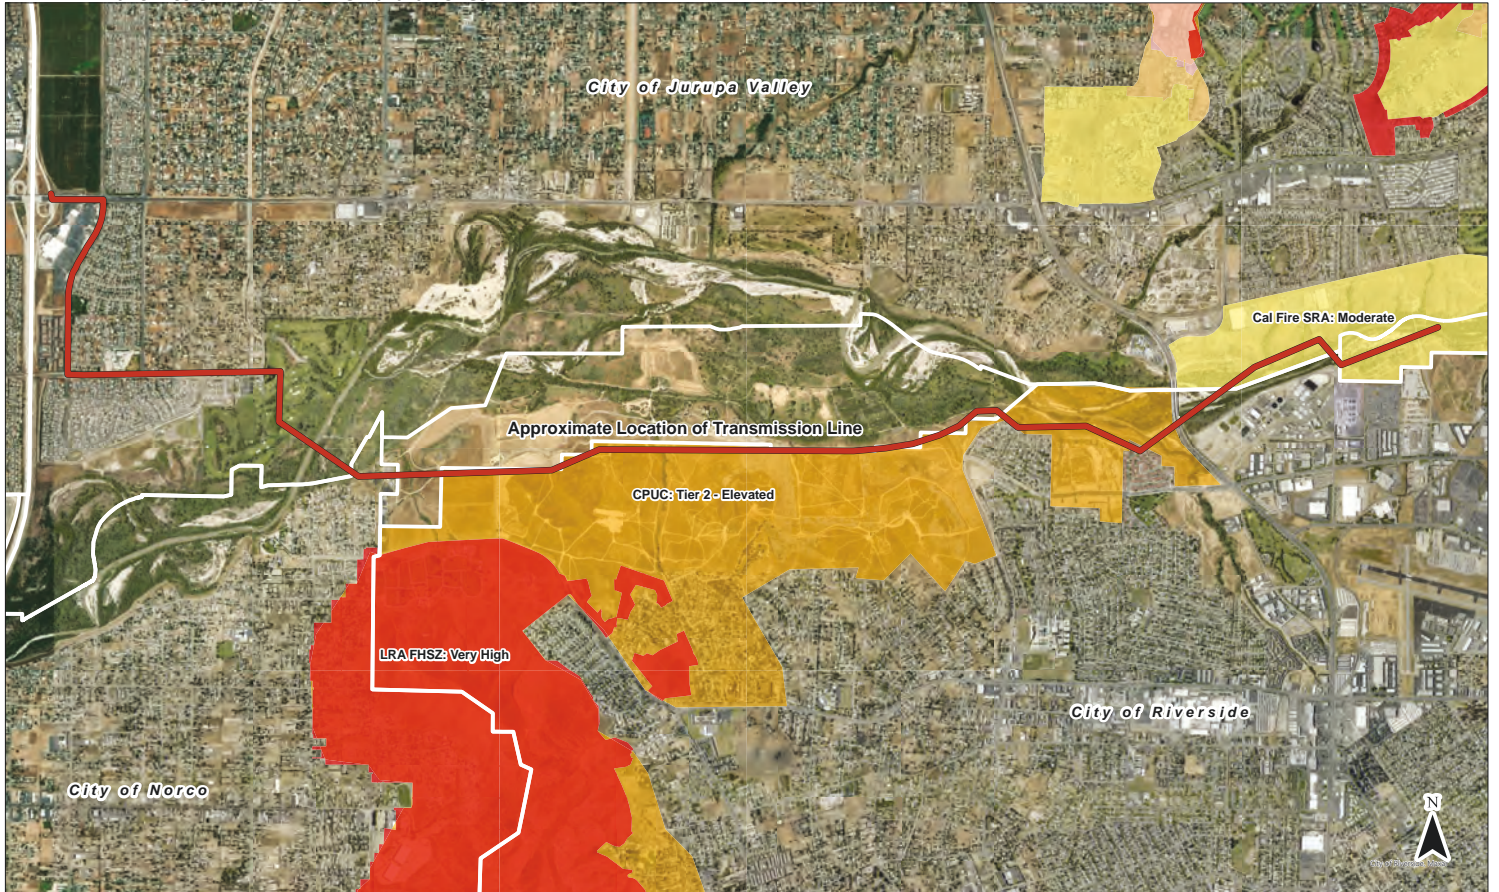 City of Jurupa Valley
Cal Fire SRA: Moderate
Approximate Location of Transmission Line
CPUC: Tier 2 - Elevated
LRA FHSZ: Very High
City of Riverside
City of Norco
N